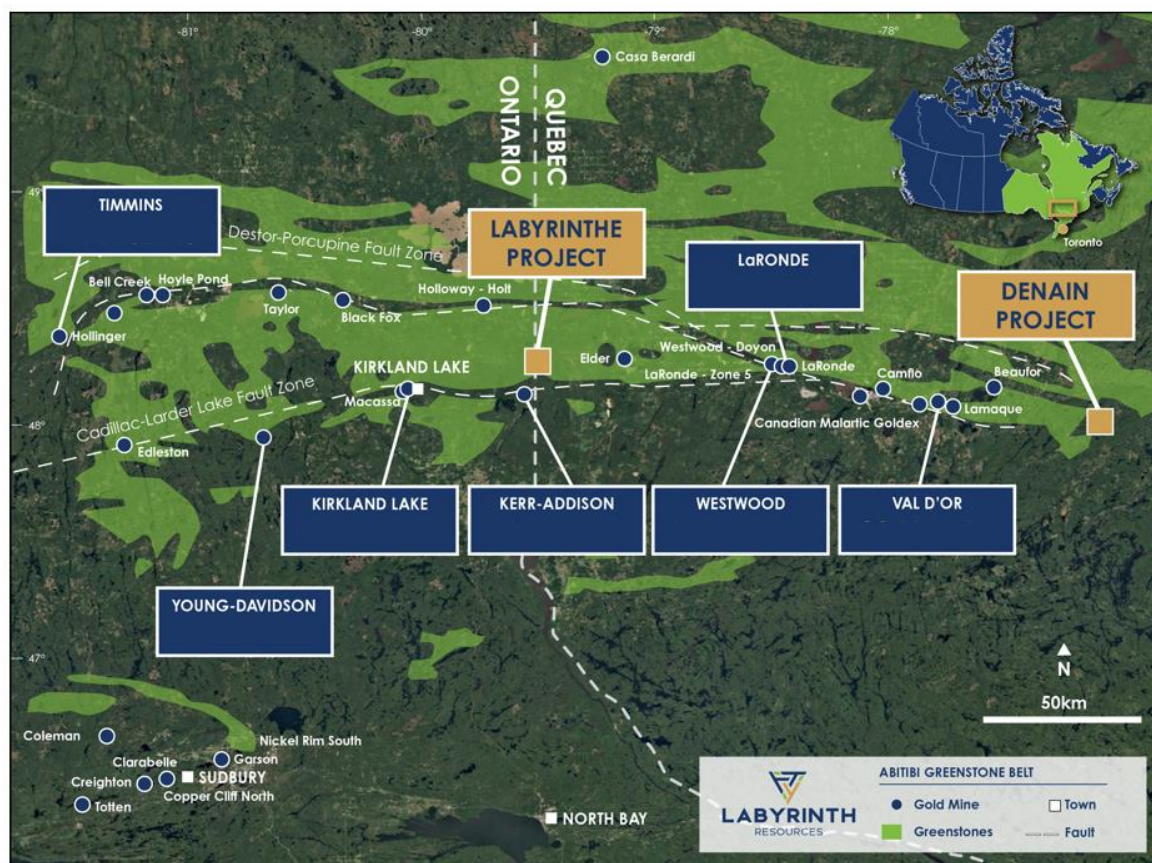 -81
-80
-79
-78
Casa Berardi
ONTARIO
QUEBEC
49
TIMMINS
Destor-Porcupine Fault Zone
LABYRINTHE
PROJECT
LaRONDE
Toronto
DENAIN
PROJECT
Bell Creek
Hoyle Pond
Hollinger
Taylor
Black Fox
Holloway - Holt
Elder
Westwood - Doyon
LaRonde
LaRonde - Zone 5
Camflo
Beaufor
KIRKLAND LAKE
Macassa
Cadillac-Larder Lake Fault Zone
Lamaque
Canadian Malartic Goldex
48
Edleston
KIRKLAND LAKE
KERR-ADDISON
WESTWOOD
VAL D'OR
YOUNG-DAVIDSON
47
N
50km
Coleman
Nickel Rim South
Clarabelle
Garson
Creighton
SUDBURY
Copper Cliff North
Totten
NORTH BAY
LABYRINTH
RESOURCES
ABITIBI GREENSTONE BELT
Gold Mine
Town
Greenstones
Fault